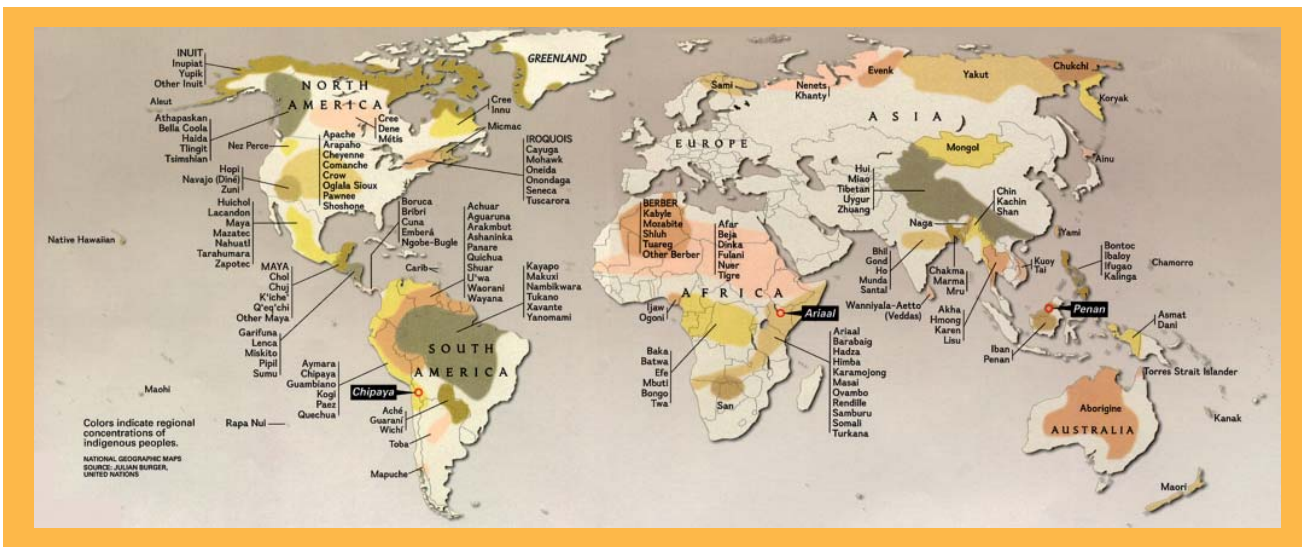 INUIT
Inupiat
Yupik
Other Inuit
Aleut
Athapaskan
Bella Coola
Haida
Tlingit
Tsimshian
NORTH
AMERICA
Cree
Dene
Métis
Nez Perce
Apache
Arapaho
Cheyenne
Comanche
Crow
Oglala Sioux
Pawnee
Shoshone
Cree
Innu
Micmac
IROQUOIS
Cayuga
Mohawk
Oneida
Onondaga
Seneca
Tuscarora
GREENLAND
Hopi
Navajo (Diné)
Zuni
Huichol
Lacandon
Maya
Mazatec
Nahuatl
Tarahumara
Zapotec
Native Hawaiian
MAYA
Chol
Chuj
K'iche'
Q'eq'chi
Other Maya
Garifuna
Lenca
Miskito
Pipil
Sumu
Boruca
Bribri
Cuna
Emberá
Ngobe-Bugle
Carib
Achuar
Aguaruna
Arakmbut
Ashaninka
Panare
Quichua
Shuar
U'wa
Waorani
Wayana
Kayapo
Makuxi
Nambikwara
Tukano
Xavante
Yanomami
SOUTH
AMERICA
Aymara
Chipaya
Guambiano
Kogi
Paez
Quechua
Chipaya
Aché
Guaraní
Wichí
Toba
Mapuche
Maohi
Rapa Nui
Colors indicate regional
concentrations of
indigenous peoples.
NATIONAL GEOGRAPHIC MAPS
SOURCE: JULIAN BURGER,
UNITED NATIONS
Sami
Nenets
Khanty
Evenk
Yakut
Chukchi
Koryak
ASIA
EUROPE
Mongol
Ainu
Hui
Miao
Tibetan
Uygur
Zhuang
Chin
Kachin
Shan
Naga
Yami
BERBER
Kabyle
Mozabite
Shluh
Tuareg
Other Berber
Afar
Beja
Dinka
Fulani
Nuer
Tigre
AFRICA
Ijaw
Ogoni
Ariaal
Baka
Batwa
Efe
Mbuti
Bongo
Twa
San
Ariaal
Barabaig
Hadza
Himba
Karamojong
Masai
Ovambo
Rendille
Samburu
Somali
Turkana
Bhil
Gond
Ho
Munda
Santal
Wanniyala-Aetto
(Veddas)
Chakma
Marma
Mru
Akha
Hmong
Karen
Lisu
Kuoy
Tai
Bontoc
Ibaloy
Ifugao
Kalinga
Chamorro
Penan
Iban
Penan
Asmat
Dani
Torres Strait Islander
Aborigine
AUSTRALIA
Kanak
Maori